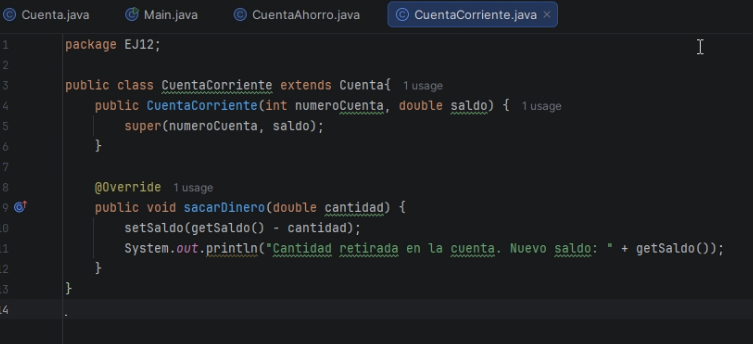 Cuenta.java Main.java CuentaAhorro.java CuentaCorriente.java ×
1 package EJ12;
2
3 public class CuentaCorriente extends Cuenta{ 1 usage
4 public CuentaCorriente(int numeroCuenta, double saldo) { 1 usage
5 super(numeroCuenta, saldo);
6 }
7
8 @Override 1 usage
9 public void sacarDinero(double cantidad) {
10 setSaldo(getSaldo() - cantidad);
11 System.out.println("Cantidad retirada en la cuenta. Nuevo saldo: " + getSaldo());
12 }
13 }
14 .